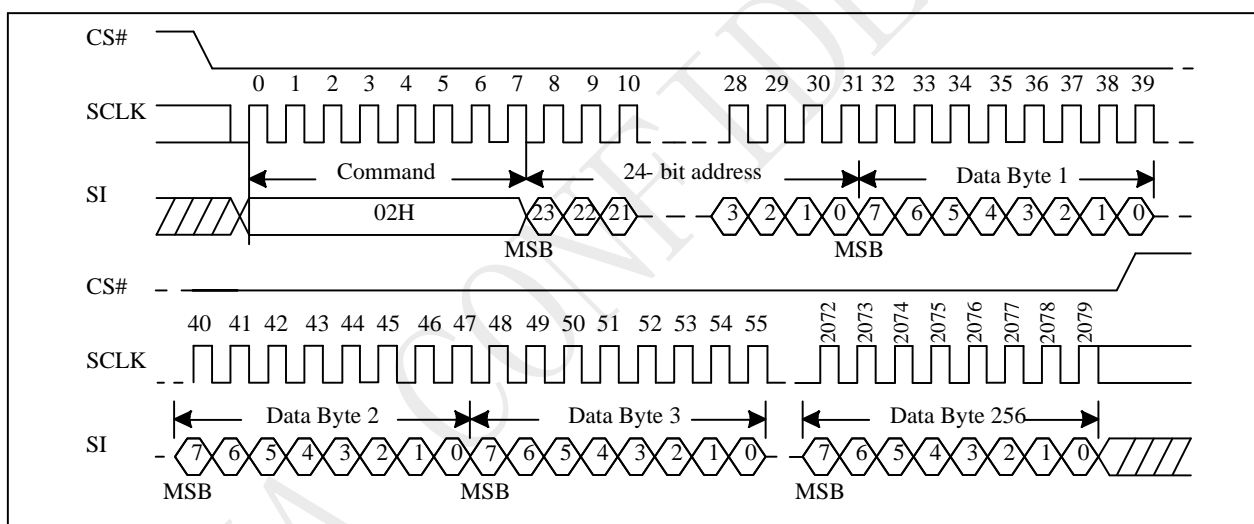 CS#
0 1 2 3 4 5 6 7 8 9 10 28 29 30 31 32 33 34 35 36 37 38 39
SCLK
Command 24- bit address Data Byte 1
SI
02H 23 22 21 3 2 1 0 7 6 5 4 3 2 1 0
MSB MSB
CS#
40 41 42 43 44 45 46 47 48 49 50 51 52 53 54 55 2072 2073 2074 2075 2076 2077 2078 2079
SCLK
Data Byte 2 Data Byte 3 Data Byte 256
SI
7 6 5 4 3 2 1 0 7 6 5 4 3 2 1 0 7 6 5 4 3 2 1 0
MSB MSB MSB